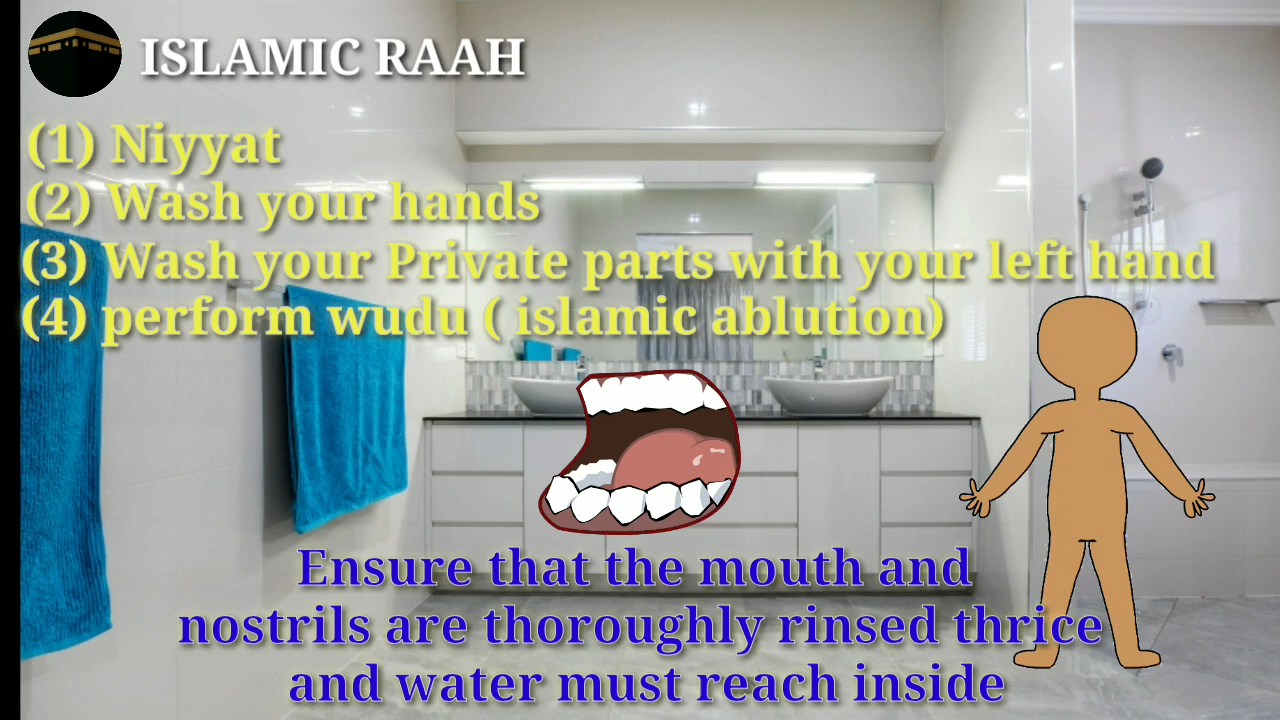 ISLAMIC RAAH
(1) Niyyat
(2) Wash your hands
(3) Wash your Private parts with your left hand
(4) perform wudu ( islamic ablution)
Ensure that the mouth and
nostrils are thoroughly rinsed thrice
and water must reach inside